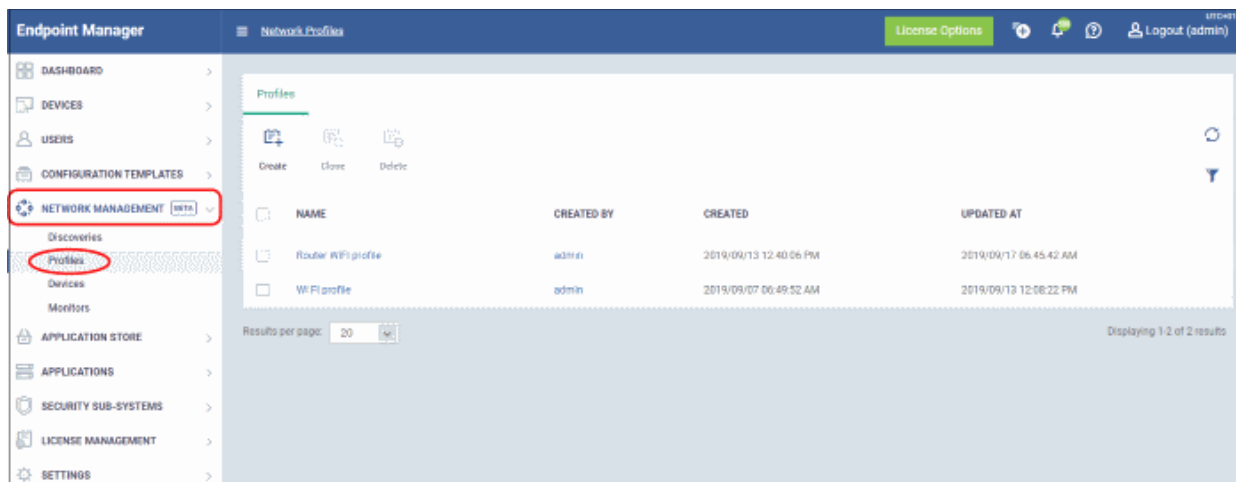 Endpoint Manager
Network Profiles
License Options
Logout (admin)
DASHBOARD
DEVICES
USERS
CONFIGURATION TEMPLATES
NETWORK MANAGEMENT BETA
Discoveries
Profiles
Devices
Monitors
APPLICATION STORE
APPLICATIONS
SECURITY SUB-SYSTEMS
LICENSE MANAGEMENT
SETTINGS
Profiles
Create Clone Delete
NAME CREATED BY CREATED UPDATED AT
Router WiFi profile admin 2019/09/13 12:40:06 PM 2019/09/17 06:45:42 AM
Wi Fi profile admin 2019/09/07 06:49:52 AM 2019/09/13 12:08:22 PM
Results per page: 20
Displaying 1-2 of 2 results